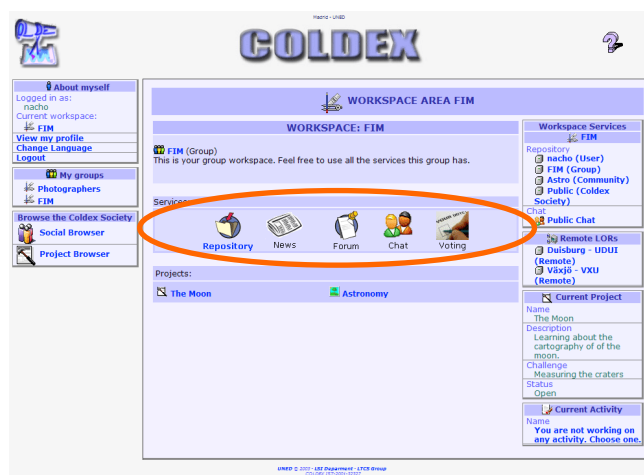 Madrid - UNED
COLDEX
About myself
Logged in as:
nacho
Current workspace:
FIM
View my profile
Change Language
Logout
My groups
Photographers
FIM
Browse the Coldex Society
Social Browser
Project Browser
WORKSPACE AREA FIM
WORKSPACE: FIM
FIM (Group)
This is your group workspace. Feel free to use all the services this group has.
Services:
Repository
News
Forum
Chat
Voting
Projects:
The Moon
Astronomy
Workspace Services
FIM
Repository
nacho (User)
FIM (Group)
Astro (Community)
Public (Coldex
Society)
Chat
Public Chat
Remote LORs
Duisburg - UDUI
(Remote)
Växjö - VXU
(Remote)
Current Project
Name
The Moon
Description
Learning about the
cartography of of the
moon.
Challenge
Measuring the craters
Status
Open
Current Activity
Name
You are not working on
any activity. Choose one.
UNED © 2003 - LSI Deparment - LTCS Group
COLDEX IST-2001-32327